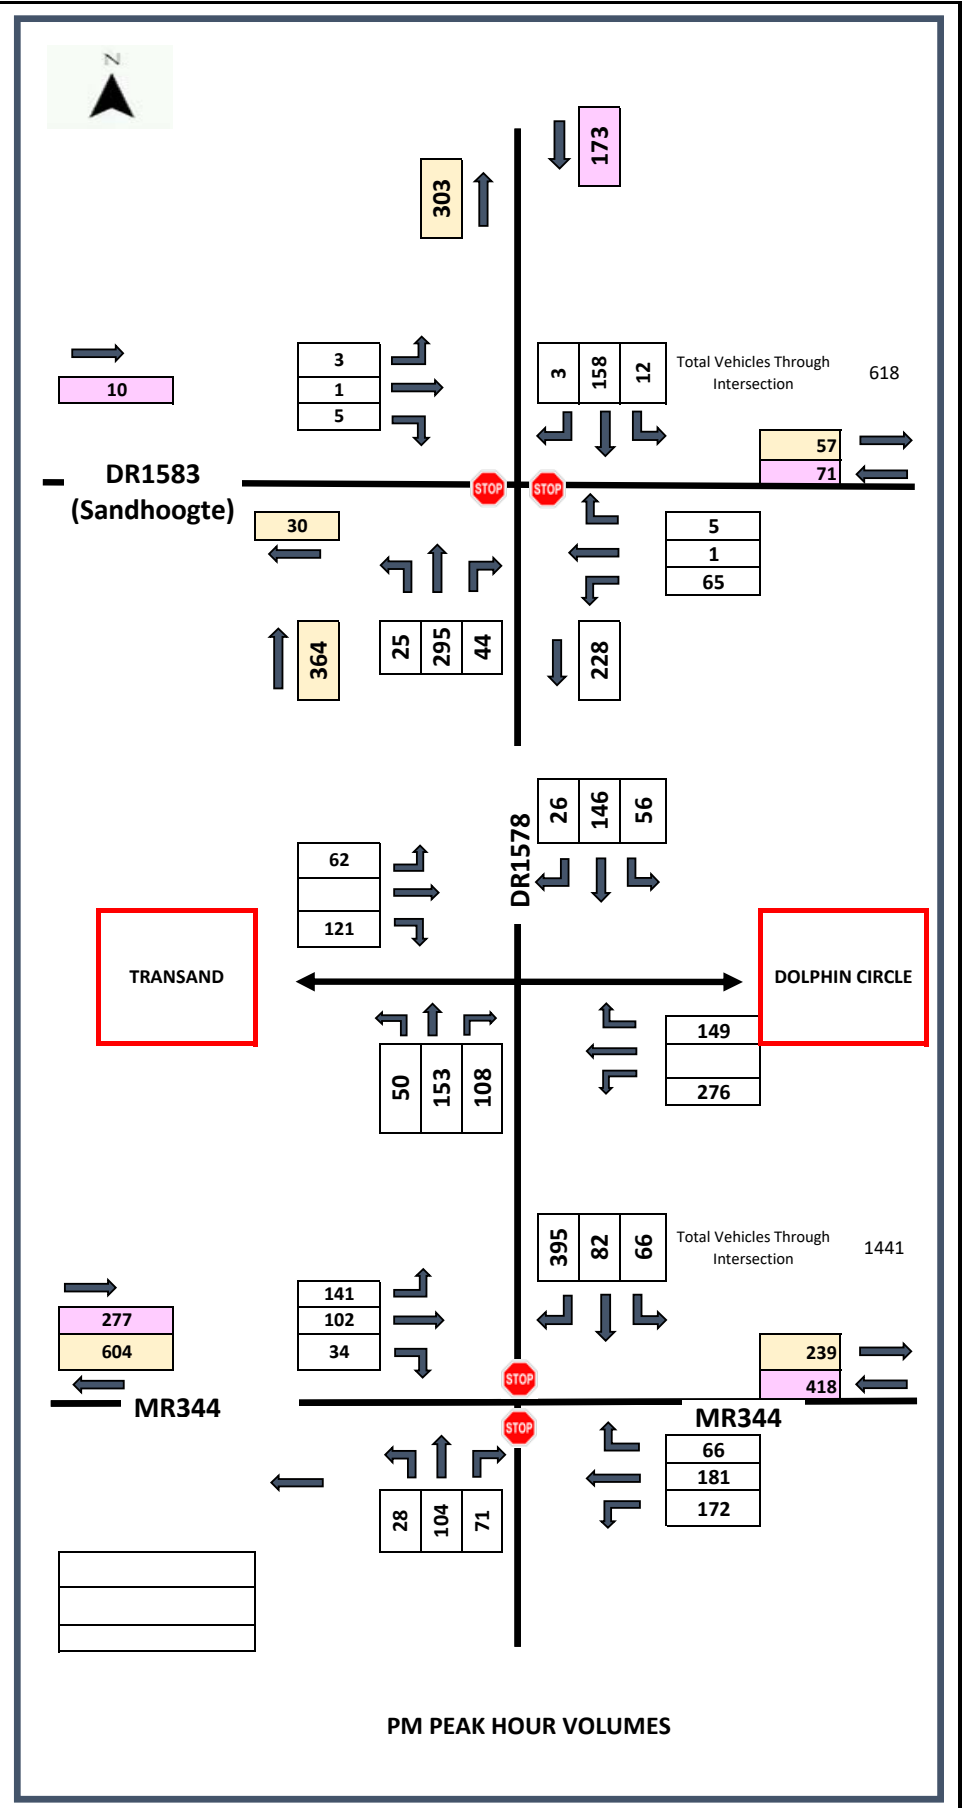 N
173
303
10
3
1
5
3 158 12
Total Vehicles Through
Intersection
618
57
71
DR1583
(Sandhoogte)
STOP STOP
30
5
1
65
364
25 295 44
228
26 146 56
DR1578
62
121
TRANSAND
DOLPHIN CIRCLE
50 153 108
149
276
395 82 66
Total Vehicles Through
Intersection
1441
277
604
141
102
34
239
418
STOP
MR344
MR344
STOP
66
181
172
28 104 71
PM PEAK HOUR VOLUMES